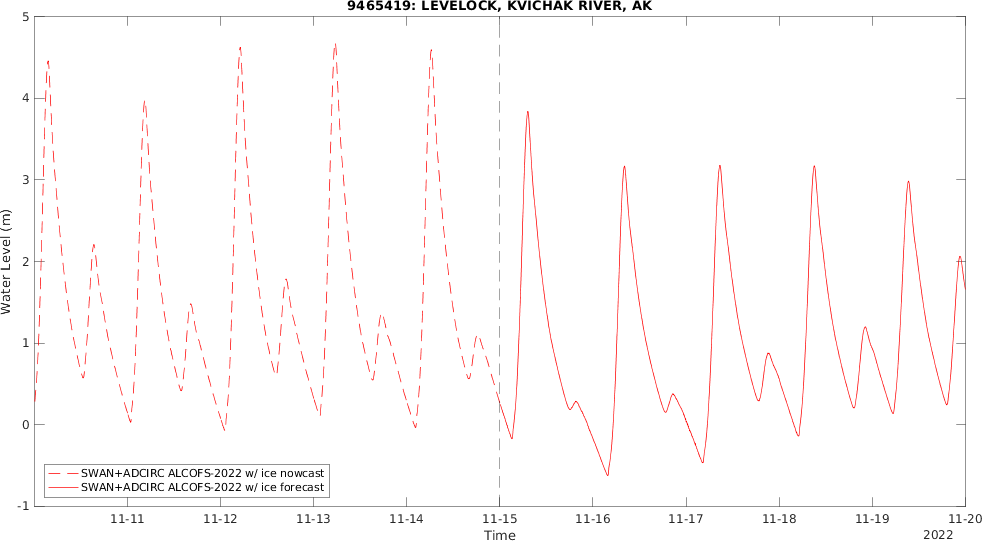 9465419: LEVELOCK, KVICHAK RIVER, AK
5
4
3
2
1
0
-1
Water Level (m)
SWAN+ADCIRC ALCOFS-2022 w/ ice nowcast
SWAN+ADCIRC ALCOFS-2022 w/ ice forecast
11-11 11-12 11-13 11-14 11-15 11-16 11-17 11-18 11-19 11-20
Time
2022